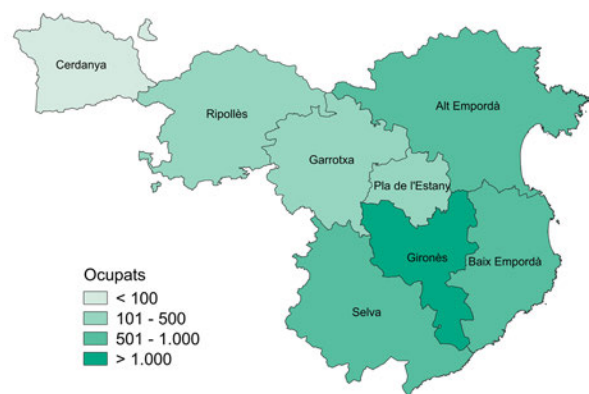 Cerdanya
Ripollès
Alt Empordà
Garrotxa
Pla de l'Estany
Gironès
Baix Empordà
Selva
Ocupats
< 100
101 - 500
501 - 1.000
> 1.000